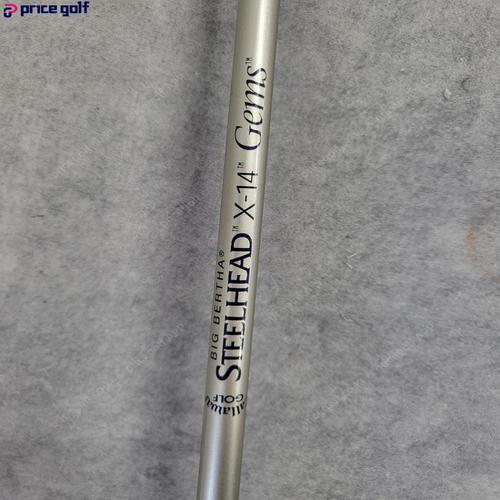 price golf
BIG BERTHA®
STEELHEAD™ X-14™ Gems™
Callaway
GOLF